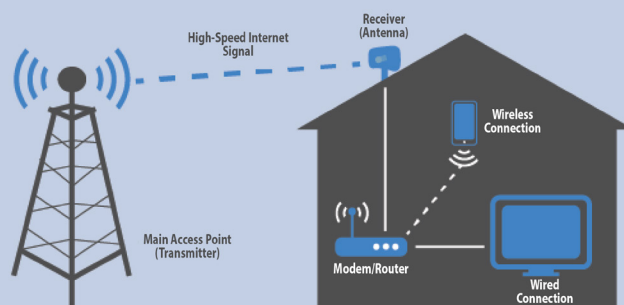 Receiver
(Antenna)
High-Speed Internet
Signal
Wireless
Connection
Main Access Point
(Transmitter)
Modem/Router
Wired
Connection